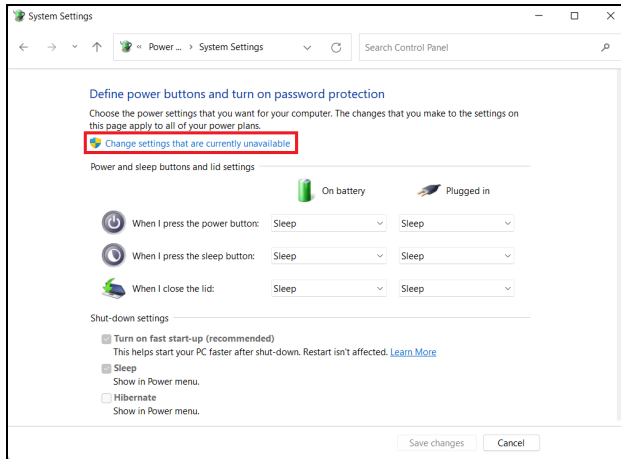 System Settings
« Power ... › System Settings
Search Control Panel
Define power buttons and turn on password protection
Choose the power settings that you want for your computer. The changes that you make to the settings on
this page apply to all of your power plans.
Change settings that are currently unavailable
Power and sleep buttons and lid settings
On battery Plugged in
When I press the power button: Sleep Sleep
When I press the sleep button: Sleep Sleep
When I close the lid: Sleep Sleep
Shut-down settings
Turn on fast start-up (recommended)
This helps start your PC faster after shut-down. Restart isn't affected. Learn More
Sleep
Show in Power menu.
Hibernate
Show in Power menu.
Save changes Cancel